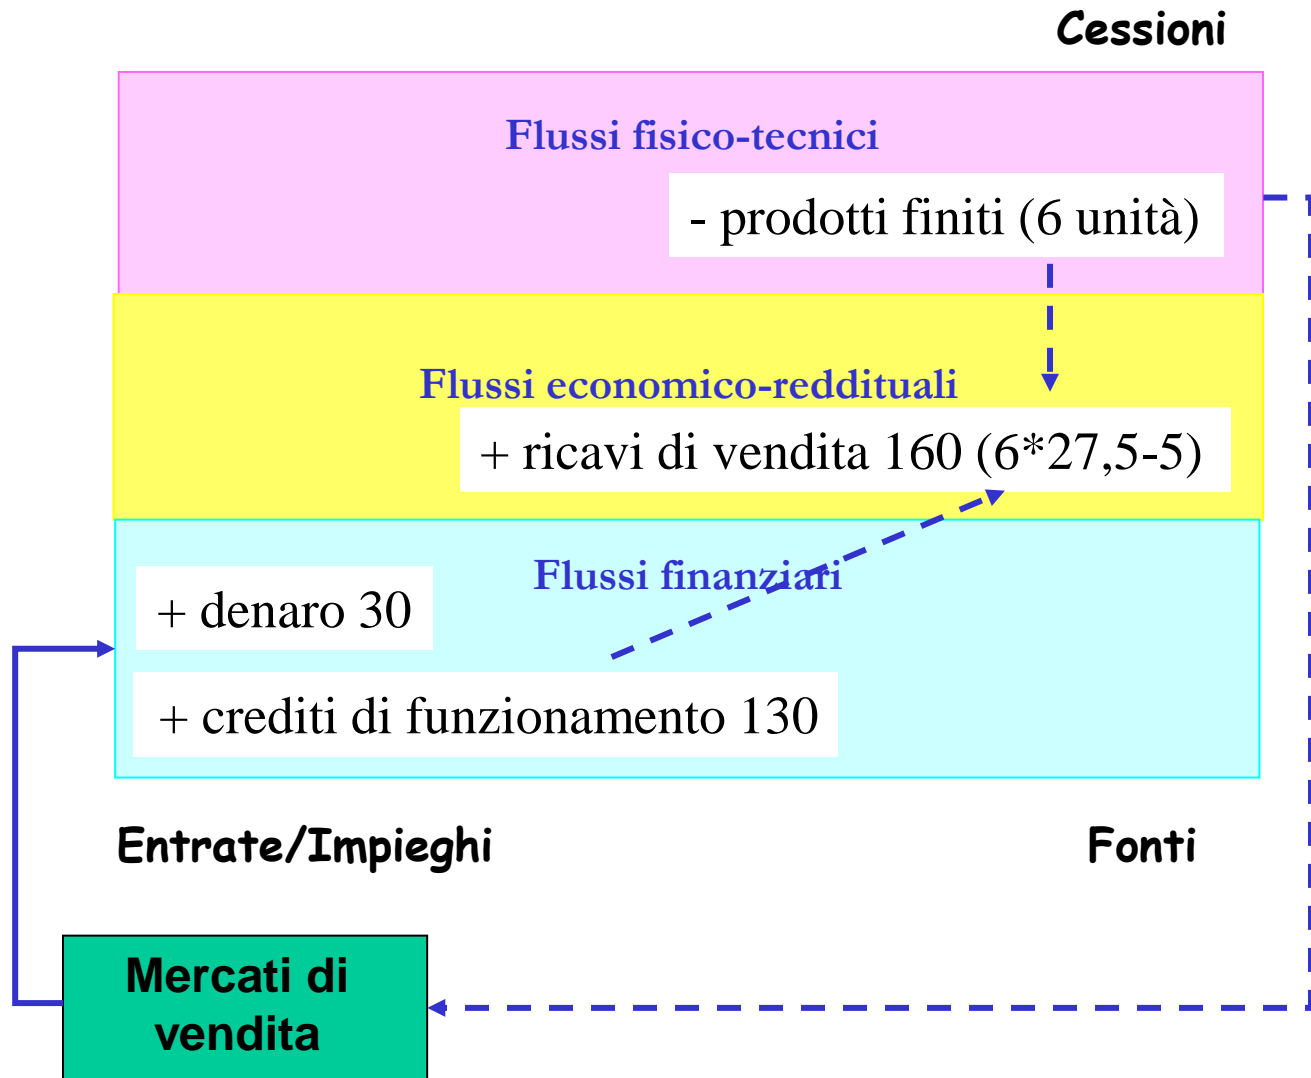 Cessioni
Flussi fisico-tecnici
- prodotti finiti (6 unità)
Flussi economico-reddituali
+ ricavi di vendita 160 (6*27,5-5)
Flussi finanziari
+ denaro 30
+ crediti di funzionamento 130
Entrate/Impieghi
Fonti
Mercati di
vendita